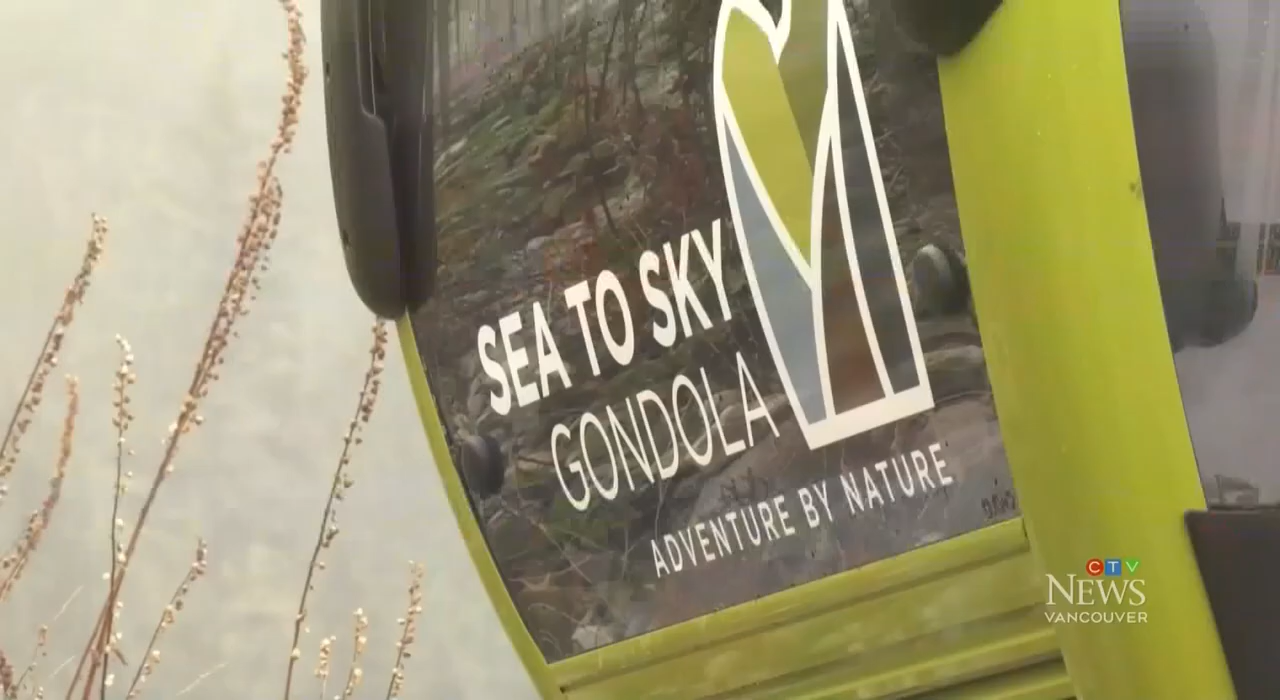 SEA TO SKY
GONDOLA
ADVENTURE BY NATURE
CTV
NEWS
VANCOUVER